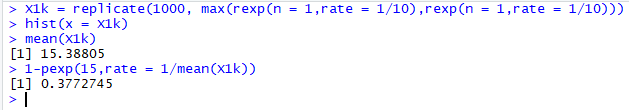 > X1k = replicate(1000, max(rexp(n = 1,rate = 1/10),rexp(n = 1,rate = 1/10)))
> hist(x = X1k)
> mean(X1k)
[1] 15.38805
> 1-pexp(15,rate = 1/mean(X1k))
[1] 0.3772745
>